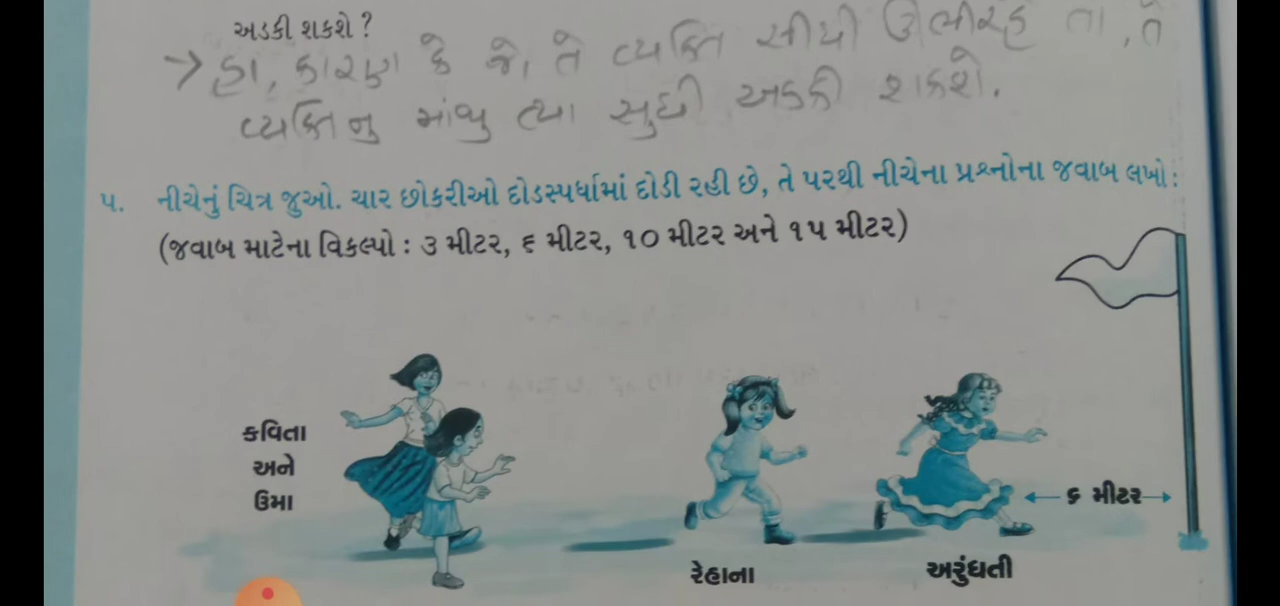 અડકી શકશે ?
→ હા, કારણ કે જો તે વ્યક્તિ સીધી ઉભીરહે તો, તે
વ્યક્તિનુ માથુ ત્યા સુધી અડકી શકશે.
૫. નીચેનું ચિત્ર જુઓ. ચાર છોકરીઓ દોડસ્પર્ધામાં દોડી રહી છે, તે પરથી નીચેના પ્રશ્નોના જવાબ લખો :
(જવાબ માટેના વિકલ્પો : ૩ મીટર, ૬ મીટર, ૧૦ મીટર અને ૧૫ મીટર)
કવિતા
અને
ઉમા
૬ મીટર
રેહાના
અરુંધતી